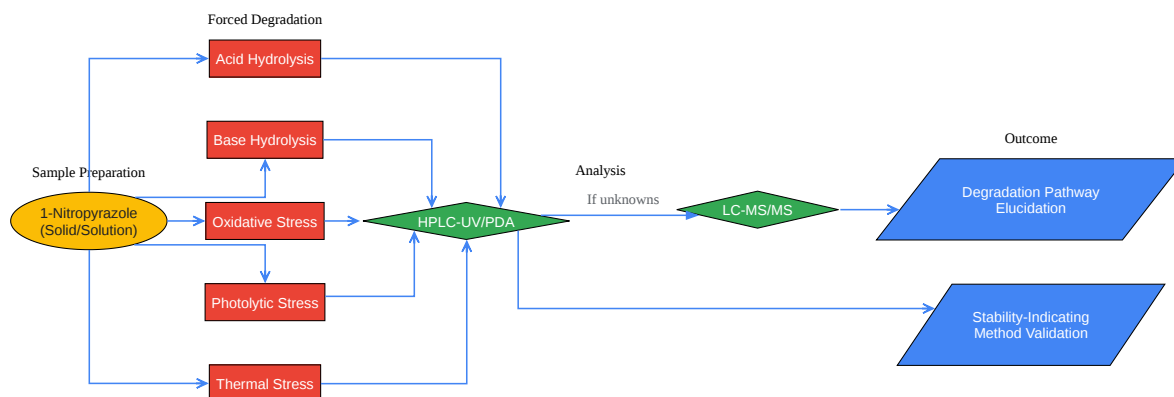 Forced Degradation
Acid Hydrolysis
Base Hydrolysis
Sample Preparation
1-Nitropyrazole
(Solid/Solution)
Oxidative Stress
Photolytic Stress
Thermal Stress
Analysis
If unknowns
HPLC-UV/PDA
LC-MS/MS
Outcome
Degradation Pathway
Elucidation
Stability-Indicating
Method Validation